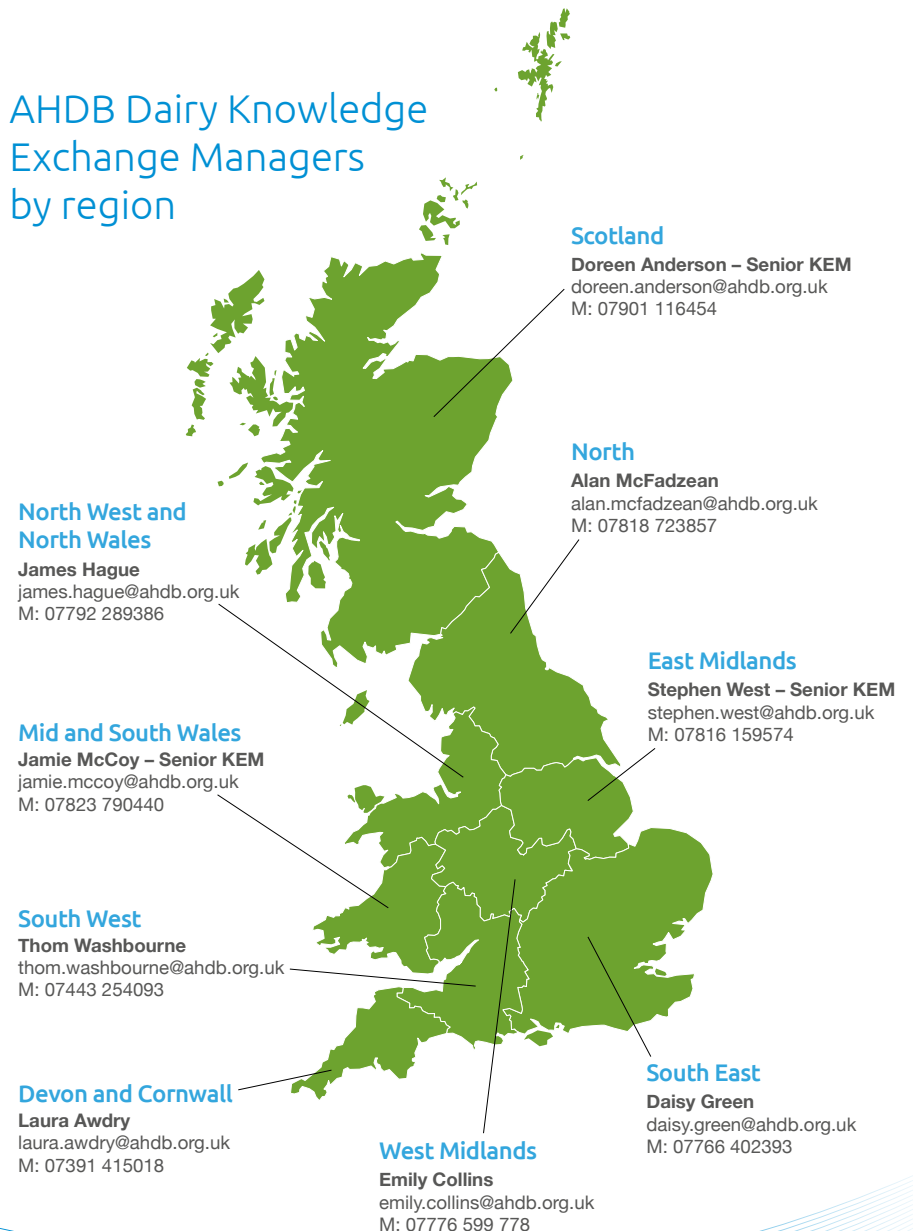 AHDB Dairy Knowledge
Exchange Managers
by region
Scotland
Doreen Anderson – Senior KEM
doreen.anderson@ahdb.org.uk
M: 07901 116454
North
Alan McFadzean
alan.mcfadzean@ahdb.org.uk
M: 07818 723857
North West and
North Wales
James Hague
james.hague@ahdb.org.uk
M: 07792 289386
East Midlands
Stephen West – Senior KEM
stephen.west@ahdb.org.uk
M: 07816 159574
Mid and South Wales
Jamie McCoy – Senior KEM
jamie.mccoy@ahdb.org.uk
M: 07823 790440
South West
Thom Washbourne
thom.washbourne@ahdb.org.uk
M: 07443 254093
South East
Daisy Green
daisy.green@ahdb.org.uk
M: 07766 402393
Devon and Cornwall
Laura Awdry
laura.awdry@ahdb.org.uk
M: 07391 415018
West Midlands
Emily Collins
emily.collins@ahdb.org.uk
M: 07776 599 778